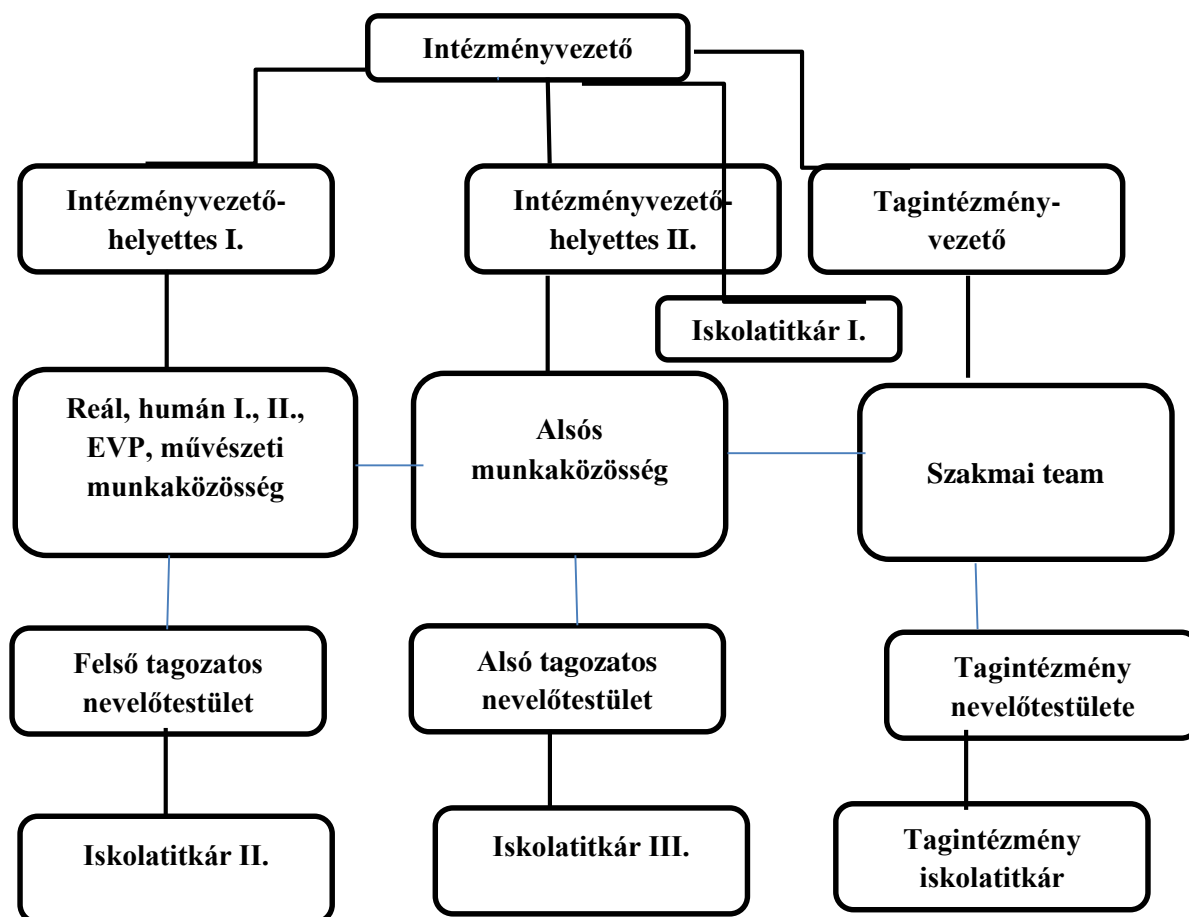 Intézményvezető
Intézményvezető-
helyettes I.
Intézményvezető-
helyettes II.
Tagintézmény-
vezető
Iskolatitkár I.
Reál, humán I., II.,
EVP, művészeti
munkaközösség
Alsós
munkaközösség
Szakmai team
Felső tagozatos
nevelőtestület
Alsó tagozatos
nevelőtestület
Tagintézmény
nevelőtestülete
Iskolatitkár II.
Iskolatitkár III.
Tagintézmény
iskolatitkár